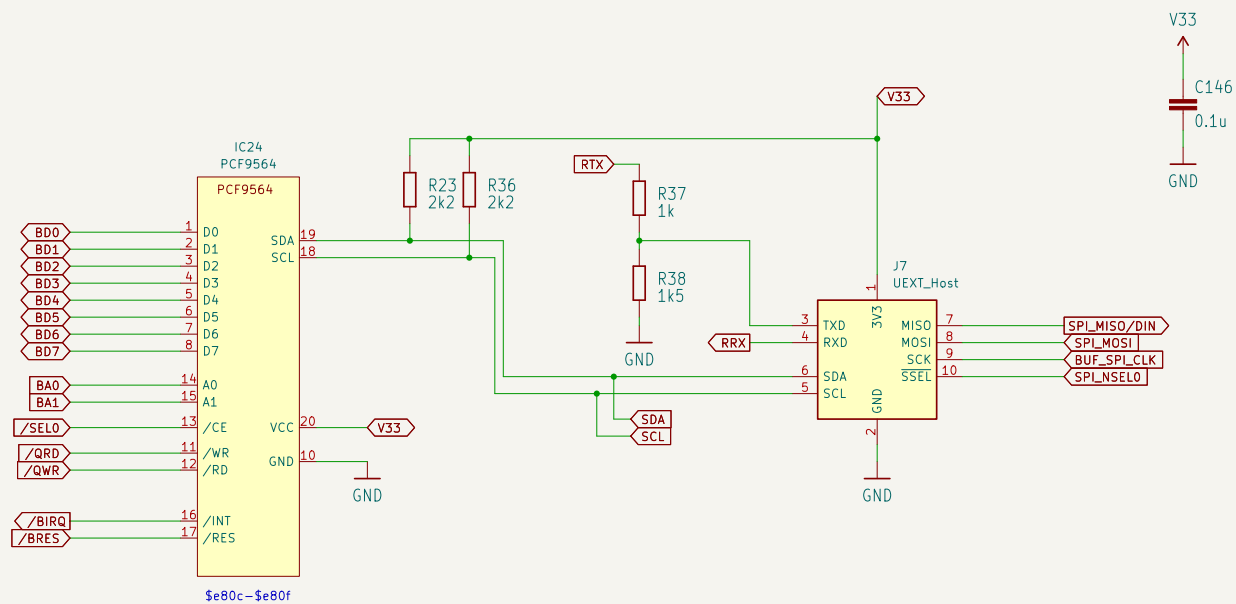 V33
C146
0.1u
GND
V33
IC24
PCF9564
PCF9564
RTX
R23
2k2
R36
2k2
R37
1k
R38
1k5
GND
BD0 1 D0
BD1 2 D1
BD2 3 D2
BD3 4 D3
BD4 5 D4
BD5 6 D5
BD6 7 D6
BD7 8 D7
BA0 14 A0
BA1 15 A1
/SEL0 13 /CE
/QRD 11 /WR
/QWR 12 /RD
/BIRQ 16 /INT
/BRES 17 /RES
SDA 19
SCL 18
VCC 20 V33
GND 10
GND
$e80c-$e80f
J7
UEXT_Host
1
3V3
3 TXD
RRX 4 RXD
6 SDA
5 SCL
SDA
SCL
MISO 7 SPI_MISO/DIN
MOSI 8 SPI_MOSI
SCK 9 BUF_SPI_CLK
SSEL 10 SPI_NSEL0
GND
2
GND